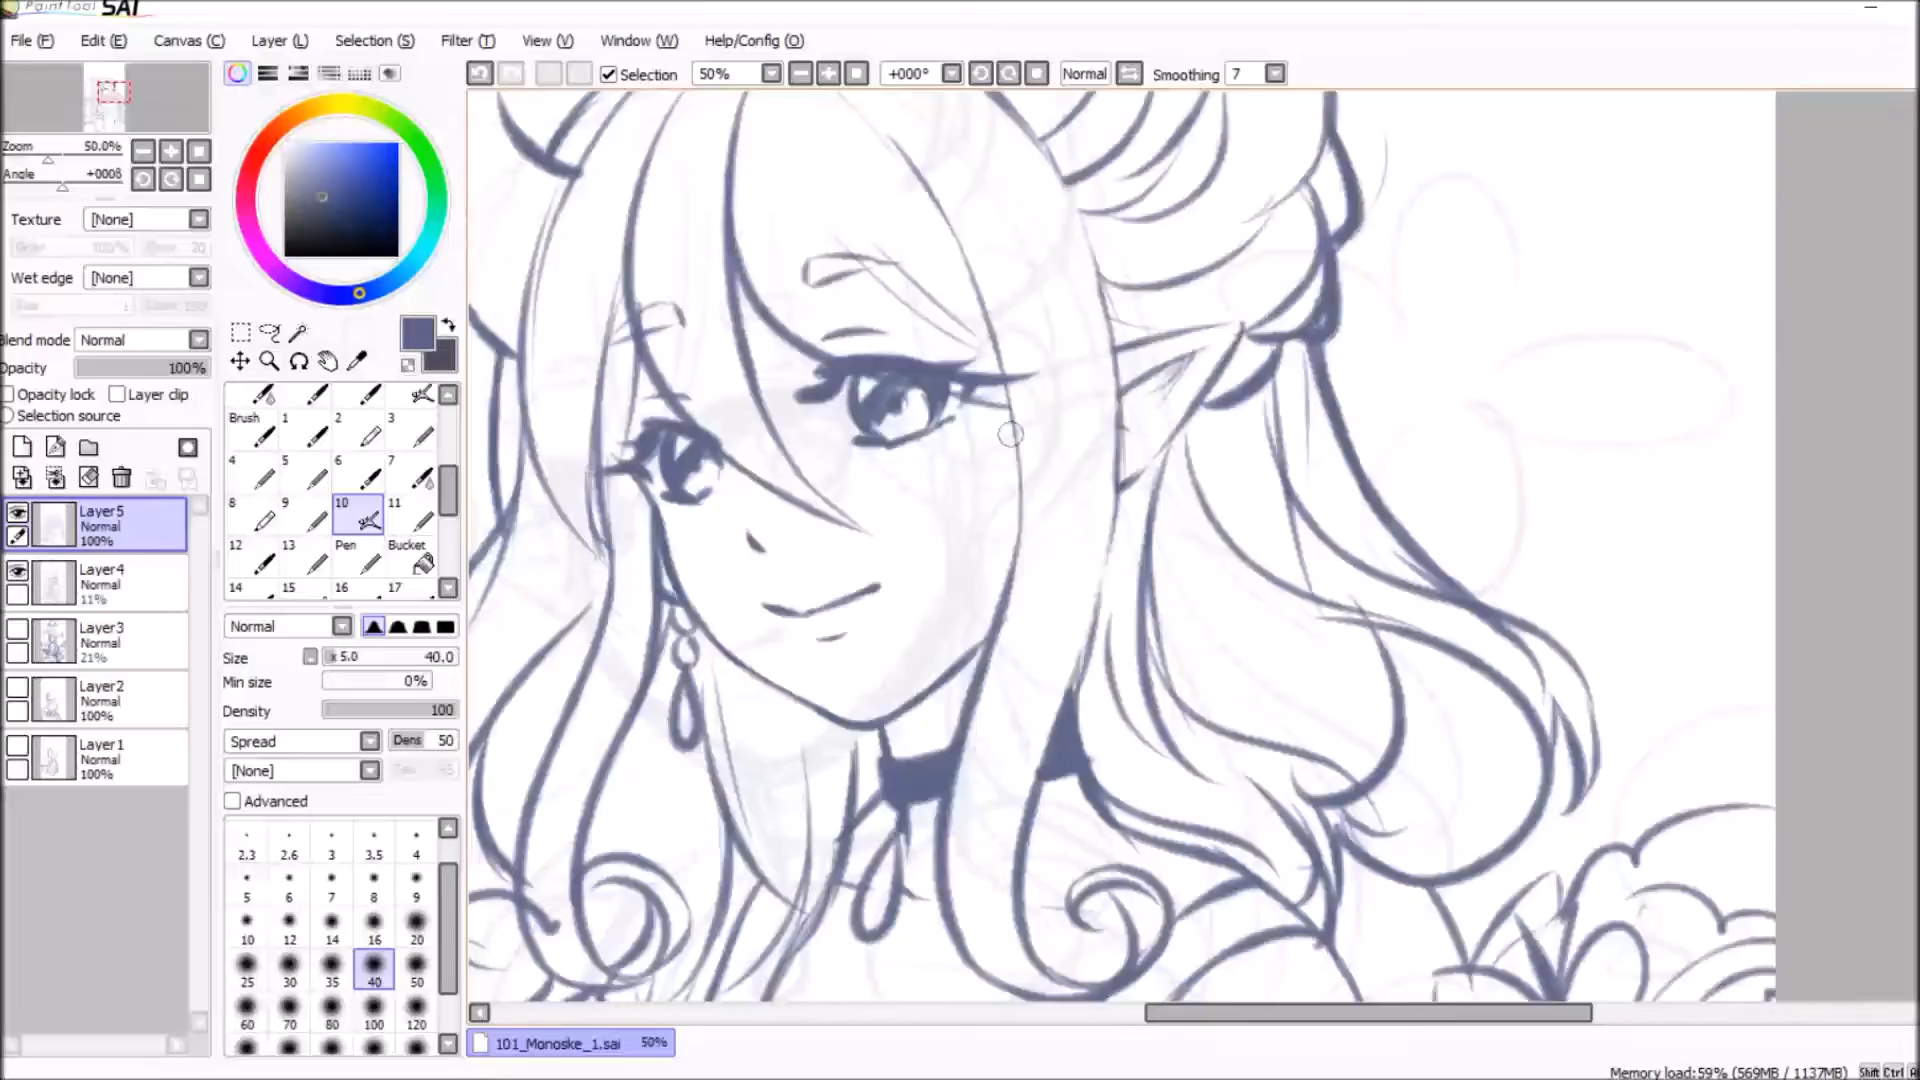 PaintTool SAI
File (F) Edit (E) Canvas (C) Layer (L) Selection (S) Filter (T) View (V) Window (W) Help/Config (O)
Selection 50% +000° Normal Smoothing 7
Zoom 50.0%
Angle +0008
Texture [None]
Wet edge [None]
Blend mode Normal
Opacity 100%
Opacity lock Layer clip
Selection source
Layer5
Normal
100%
Layer4
Normal
11%
Layer3
Normal
21%
Layer2
Normal
100%
Layer1
Normal
100%
Brush 1 2 3
4 5 6 7
8 9 10 11
12 13 Pen Bucket
14 15 16 17
Normal
Size x 5.0 40.0
Min size 0%
Density 100
Spread Dens 50
[None]
Advanced
2.3 2.6 3 3.5 4
5 6 7 8 9
10 12 14 16 20
25 30 35 40 50
60 70 80 100 120
101_Monoske_1.sai 50%
Memory load:59% (569MB / 1137MB) Shft Ctrl